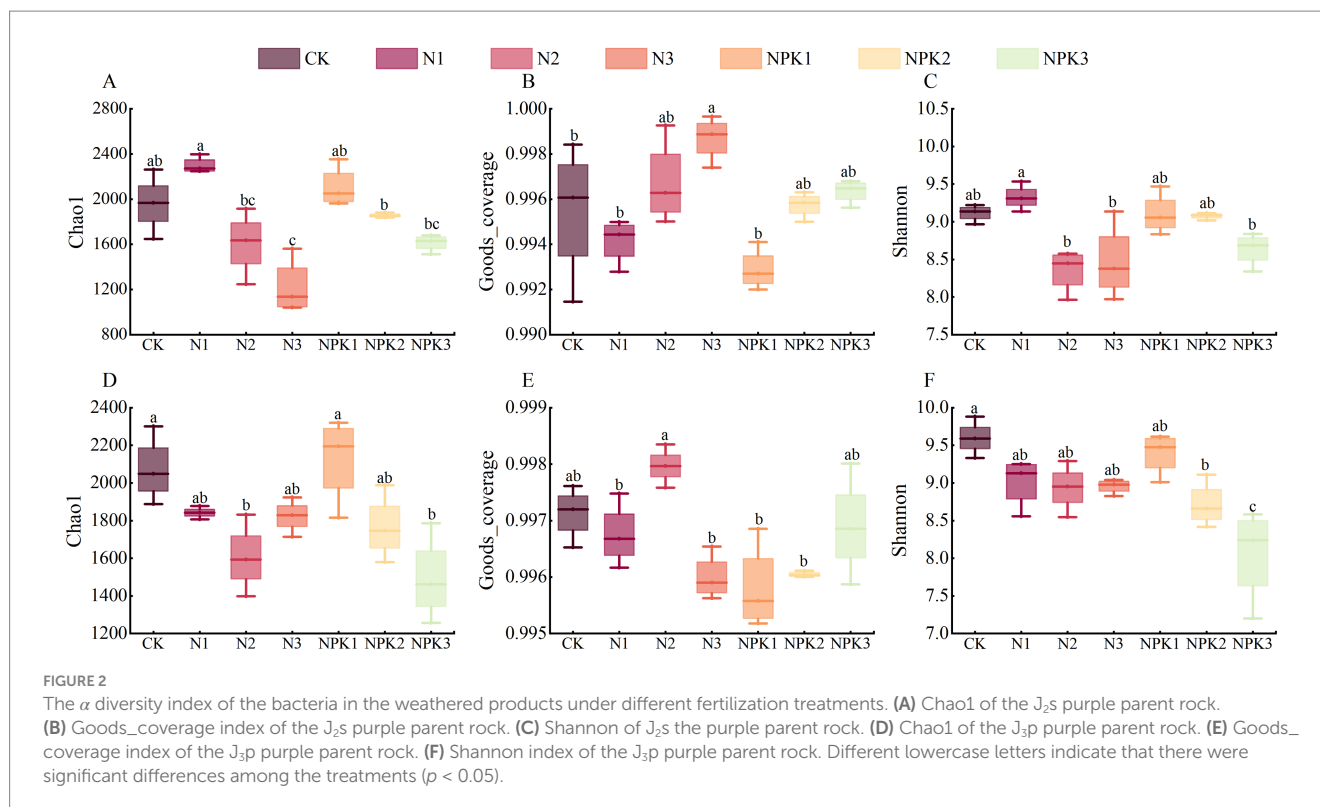 CK N1 N2 N3 NPK1 NPK2 NPK3
A
2800
2400
2000
1600
1200
800
Chao1
ab a bc c ab b bc
CK N1 N2 N3 NPK1 NPK2 NPK3
B
1.000
0.998
0.996
0.994
0.992
0.990
Goods_coverage
b b ab a b ab ab
CK N1 N2 N3 NPK1 NPK2 NPK3
C
10.5
10.0
9.5
9.0
8.5
8.0
7.5
Shannon
ab a b b ab ab b
CK N1 N2 N3 NPK1 NPK2 NPK3
D
2400
2200
2000
1800
1600
1400
1200
Chao1
a ab b ab a ab b
CK N1 N2 N3 NPK1 NPK2 NPK3
E
0.999
0.998
0.997
0.996
0.995
Goods_coverage
ab b a b b b ab
CK N1 N2 N3 NPK1 NPK2 NPK3
F
10.0
9.5
9.0
8.5
8.0
7.5
7.0
Shannon
a ab ab ab ab b c
CK N1 N2 N3 NPK1 NPK2 NPK3
FIGURE 2
The α diversity index of the bacteria in the weathered products under different fertilization treatments. (A) Chao1 of the J₂s purple parent rock.
(B) Goods_coverage index of the J₂s purple parent rock. (C) Shannon of J₂s the purple parent rock. (D) Chao1 of the J₃p purple parent rock. (E) Goods_
coverage index of the J₃p purple parent rock. (F) Shannon index of the J₃p purple parent rock. Different lowercase letters indicate that there were
significant differences among the treatments (p < 0.05).